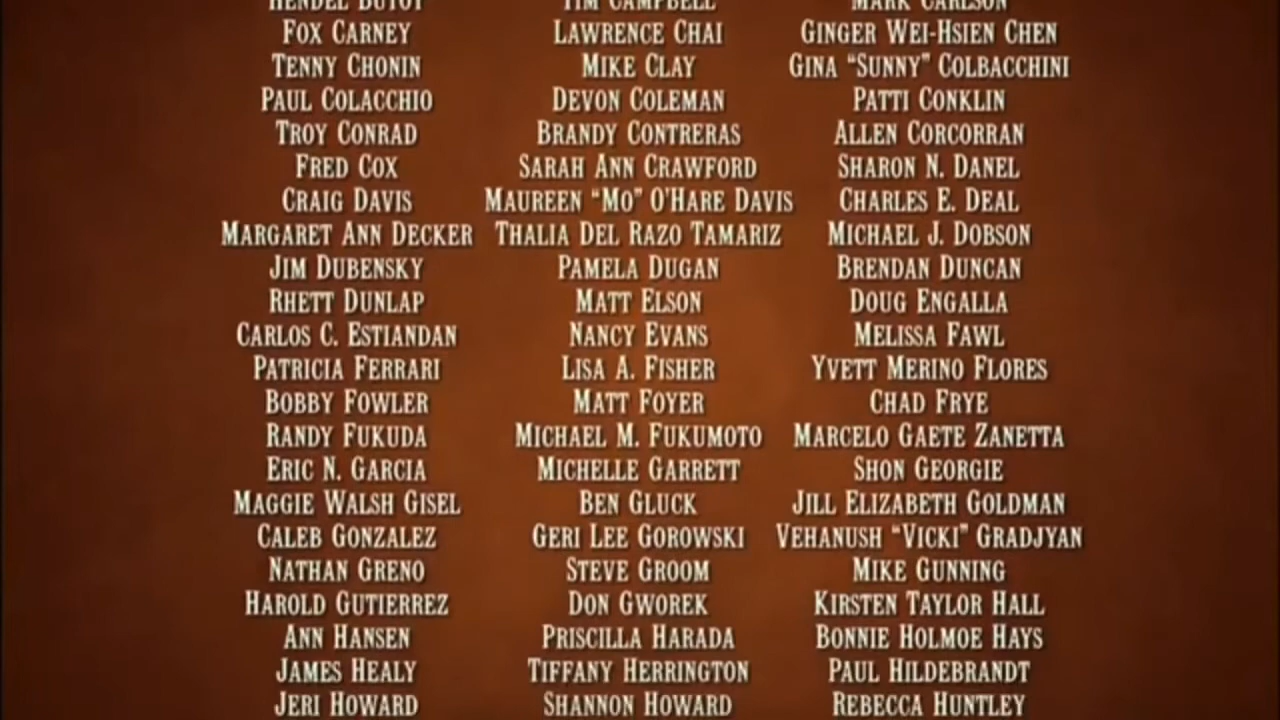 HENDEL BUTOY TIM CAMPBELL MARK CARLSON
FOX CARNEY LAWRENCE CHAI GINGER WEI-HSIEN CHEN
TENNY CHONIN MIKE CLAY GINA “SUNNY” COLBACCHINI
PAUL COLACCHIO DEVON COLEMAN PATTI CONKLIN
TROY CONRAD BRANDY CONTRERAS ALLEN CORCORRAN
FRED COX SARAH ANN CRAWFORD SHARON N. DANEL
CRAIG DAVIS MAUREEN “MO” O'HARE DAVIS CHARLES E. DEAL
MARGARET ANN DECKER THALIA DEL RAZO TAMARIZ MICHAEL J. DOBSON
JIM DUBENSKY PAMELA DUGAN BRENDAN DUNCAN
RHETT DUNLAP MATT ELSON DOUG ENGALLA
CARLOS C. ESTIANDAN NANCY EVANS MELISSA FAWL
PATRICIA FERRARI LISA A. FISHER YVETT MERINO FLORES
BOBBY FOWLER MATT FOYER CHAD FRYE
RANDY FUKUDA MICHAEL M. FUKUMOTO MARCELO GAETE ZANETTA
ERIC N. GARCIA MICHELLE GARRETT SHON GEORGIE
MAGGIE WALSH GISEL BEN GLUCK JILL ELIZABETH GOLDMAN
CALEB GONZALEZ GERI LEE GOROWSKI VEHANUSH “VICKI” GRADJYAN
NATHAN GRENO STEVE GROOM MIKE GUNNING
HAROLD GUTIERREZ DON GWOREK KIRSTEN TAYLOR HALL
ANN HANSEN PRISCILLA HARADA BONNIE HOLMOE HAYS
JAMES HEALY TIFFANY HERRINGTON PAUL HILDEBRANDT
JERI HOWARD SHANNON HOWARD REBECCA HUNTLEY